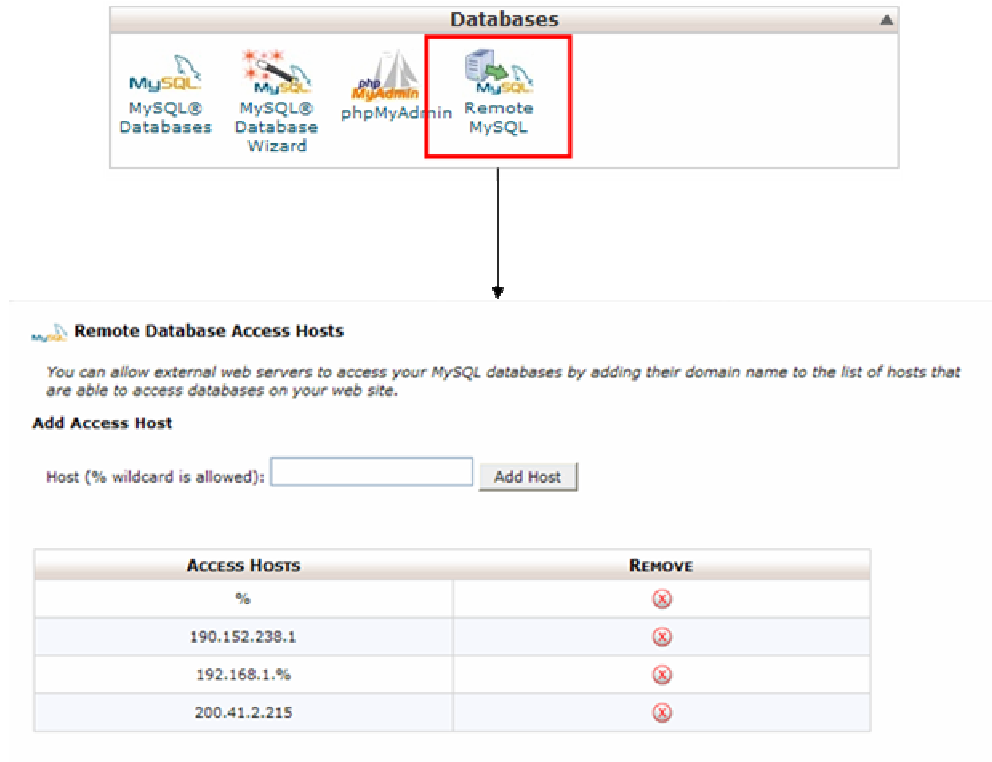 Databases
MySQL
MySQL® Databases
MySQL
MySQL® Database Wizard
php MyAdmin
phpMyAdmin
MySQL
Remote MySQL
MySQL Remote Database Access Hosts
You can allow external web servers to access your MySQL databases by adding their domain name to the list of hosts that
are able to access databases on your web site.
Add Access Host
Host (% wildcard is allowed): Add Host
ACCESS HOSTS REMOVE
%
190.152.238.1
192.168.1.%
200.41.2.215